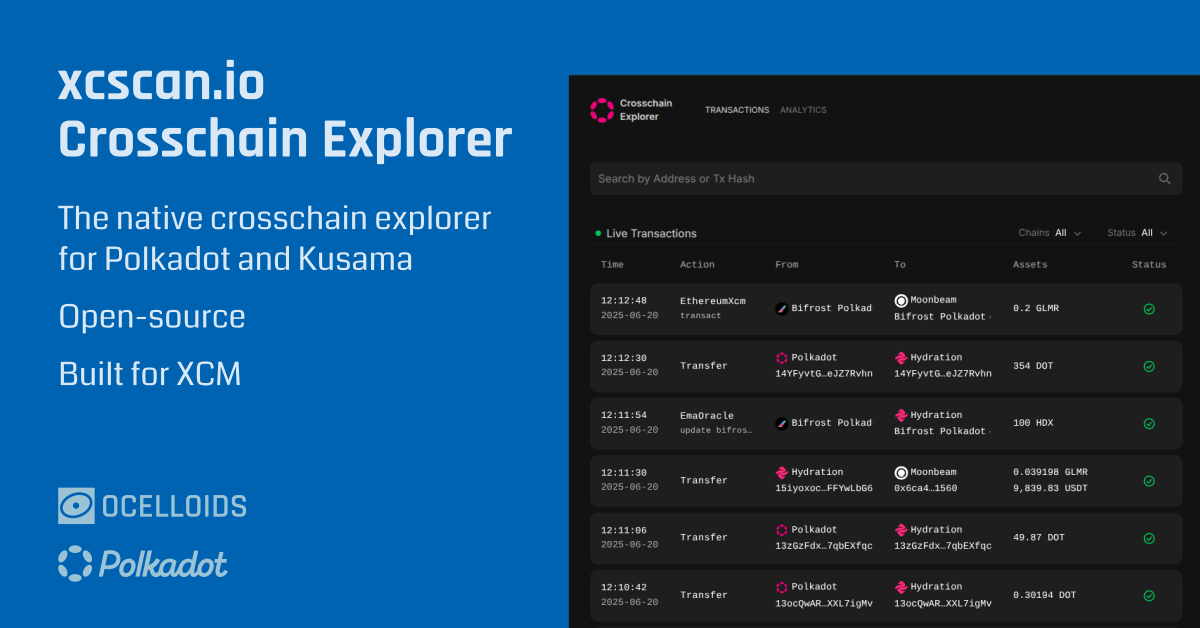 xcscan.io
Crosschain Explorer
The native crosschain explorer
for Polkadot and Kusama
Open-source
Built for XCM
OCELLOIDS
Polkadot
Crosschain
Explorer
TRANSACTIONS ANALYTICS
Search by Address or Tx Hash
Live Transactions
Chains All Status All
Time Action From To Assets Status
12:12:48 EthereumXcm Moonbeam
Bifrost Polkad 0.2 GLMR
2025-06-20 transact Bifrost Polkadot
12:12:30 Polkadot Hydration
Transfer 354 DOT
2025-06-20 14YFyvtG…eJZ7Rvhn 14YFyvtG…eJZ7Rvhn
12:11:54 EmaOracle Hydration
Bifrost Polkad 100 HDX
2025-06-20 update bifros… Bifrost Polkadot
12:11:30 Hydration Moonbeam 0.039198 GLMR
Transfer
2025-06-20 15iyoxoc…FFYwLbG6 0x6ca4…1560 9,839.83 USDT
12:11:06 Polkadot Hydration
Transfer 49.87 DOT
2025-06-20 13zGzFdx…7qbEXfqc 13zGzFdx…7qbEXfqc
12:10:42 Polkadot Hydration
Transfer 0.30194 DOT
2025-06-20 13ocQwAR…XXL7igMv 13ocQwAR…XXL7igMv